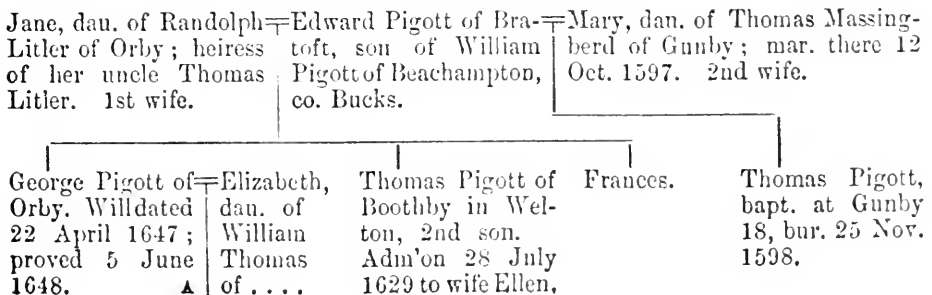 Jane, dau. of Randolph
Litler of Orby ; heiress
of her uncle Thomas
Litler. 1st wife.
Edward Pigott of Bra-
toft, son of William
Pigott of Beachampton,
co. Bucks.
Mary, dan. of Thomas Massing-
berd of Gunby ; mar. there 12
Oct. 1597. 2nd wife.
George Pigott of
Orby. Will dated
22 April 1647 ;
proved 5 June
1648. A
Elizabeth,
dau. of
William
Thomas
of . . . .
Thomas Pigott of
Boothby in Wel-
ton, 2nd son.
Adm'on 28 July
1629 to wife Ellen.
Frances.
Thomas Pigott,
bapt. at Gunby
18, bur. 25 Nov.
1598.